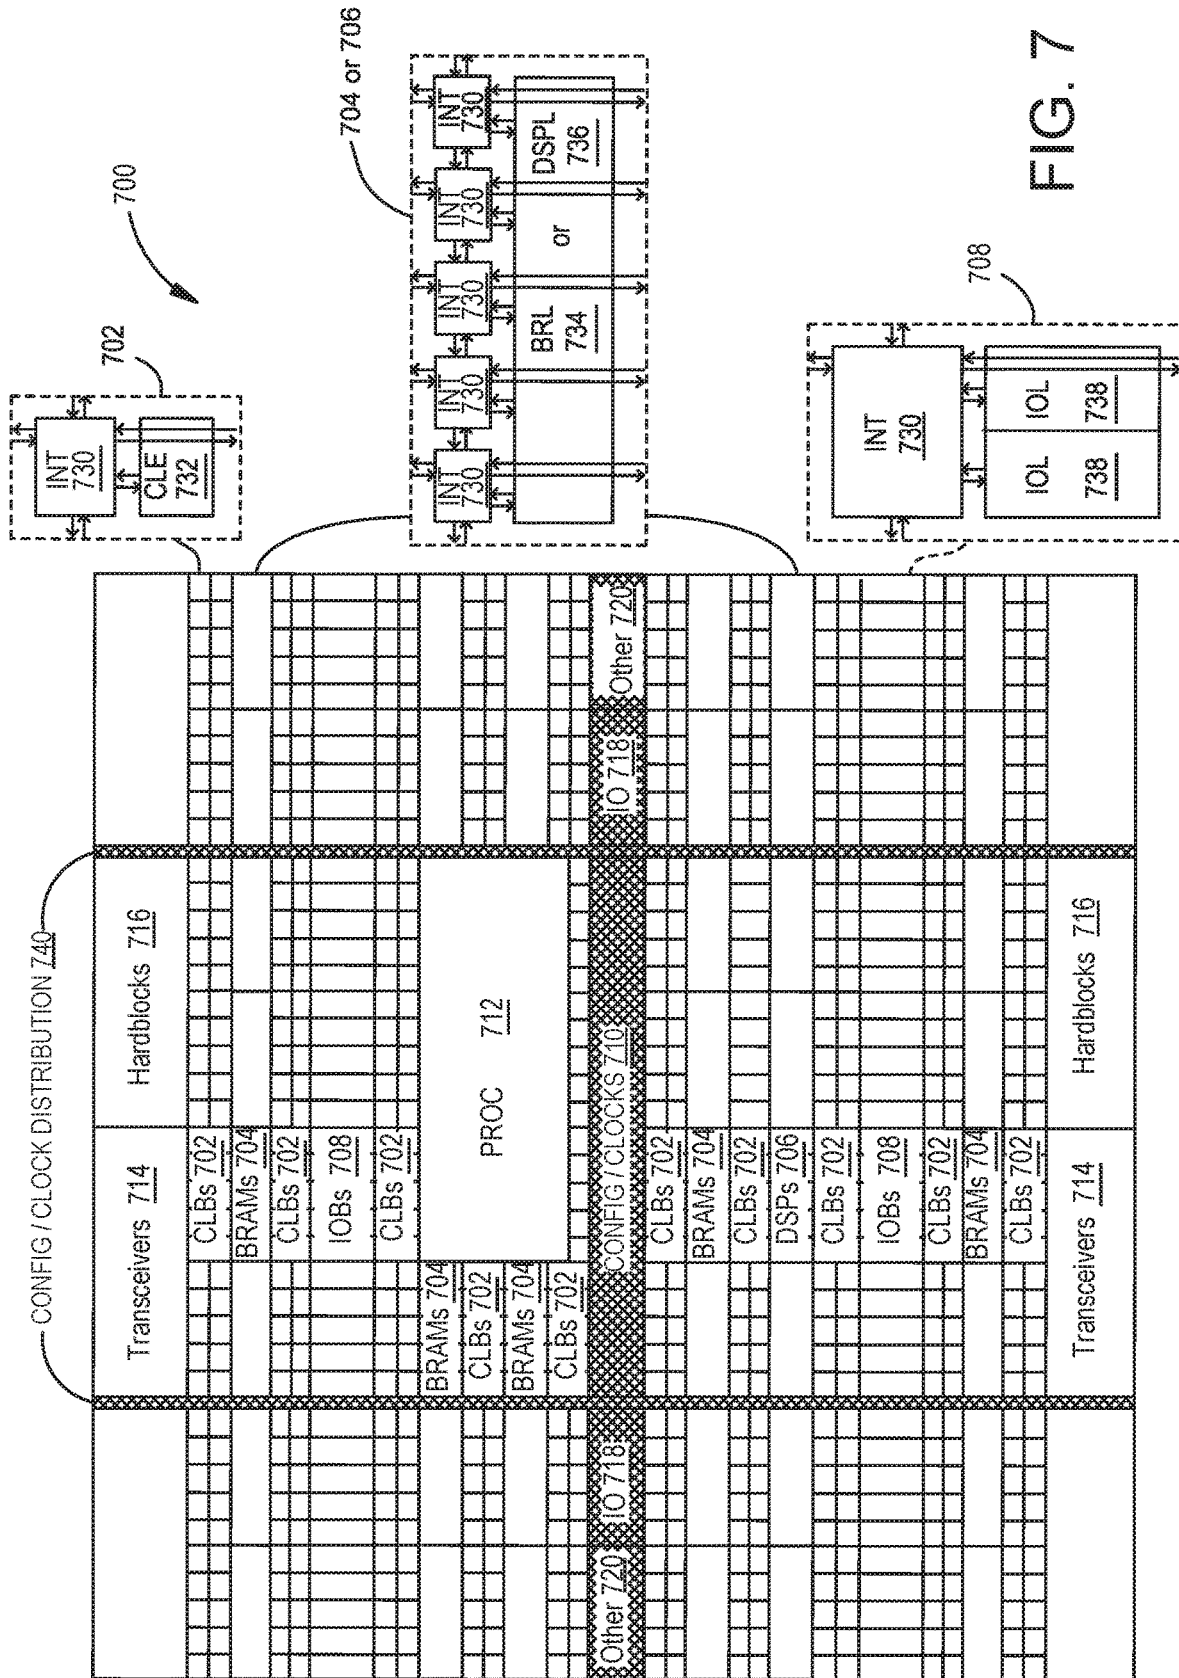 700
702
INT
730
CLE
732
704 or 706
INT
730
INT
730
INT
730
INT
730
INT
730
BRL
734
or
DSPL
736
708
INT
730
IOL
738
IOL
738
CONFIG / CLOCK DISTRIBUTION 740
Transceivers 714
Hardblocks 716
CLBs 702
BRAMs 704
CLBs 702
IOBs 708
CLBs 702
PROC
712
BRAMs 704
CLBs 702
BRAMs 704
CLBs 702
Other 720
IO 718
CONFIG / CLOCKS 710
IO 718
Other 720
CLBs 702
BRAMs 704
CLBs 702
DSPs 706
CLBs 702
IOBs 708
CLBs 702
BRAMs 704
CLBs 702
Transceivers 714
Hardblocks 716
FIG. 7